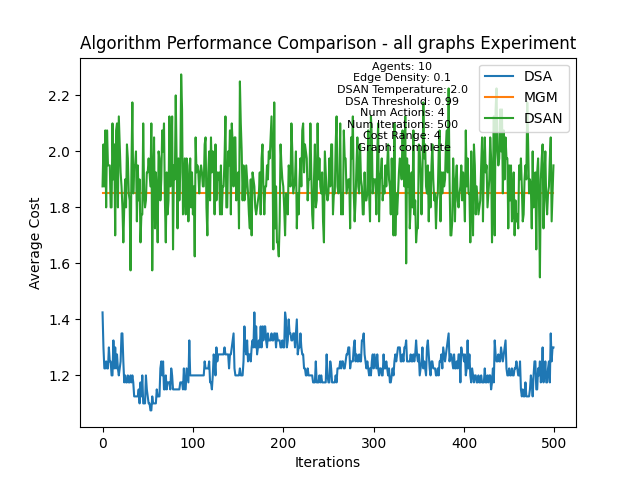 Algorithm Performance Comparison - all graphs Experiment
Agents: 10
Edge Density: 0.1
DSAN Temperature: 2.0
DSA Threshold: 0.99
Num Actions: 4
Num Iterations: 500
Cost Range: 4
Graph: complete
DSA
MGM
DSAN
Average Cost
2.2
2.0
1.8
1.6
1.4
1.2
0
100
200
300
400
500
Iterations